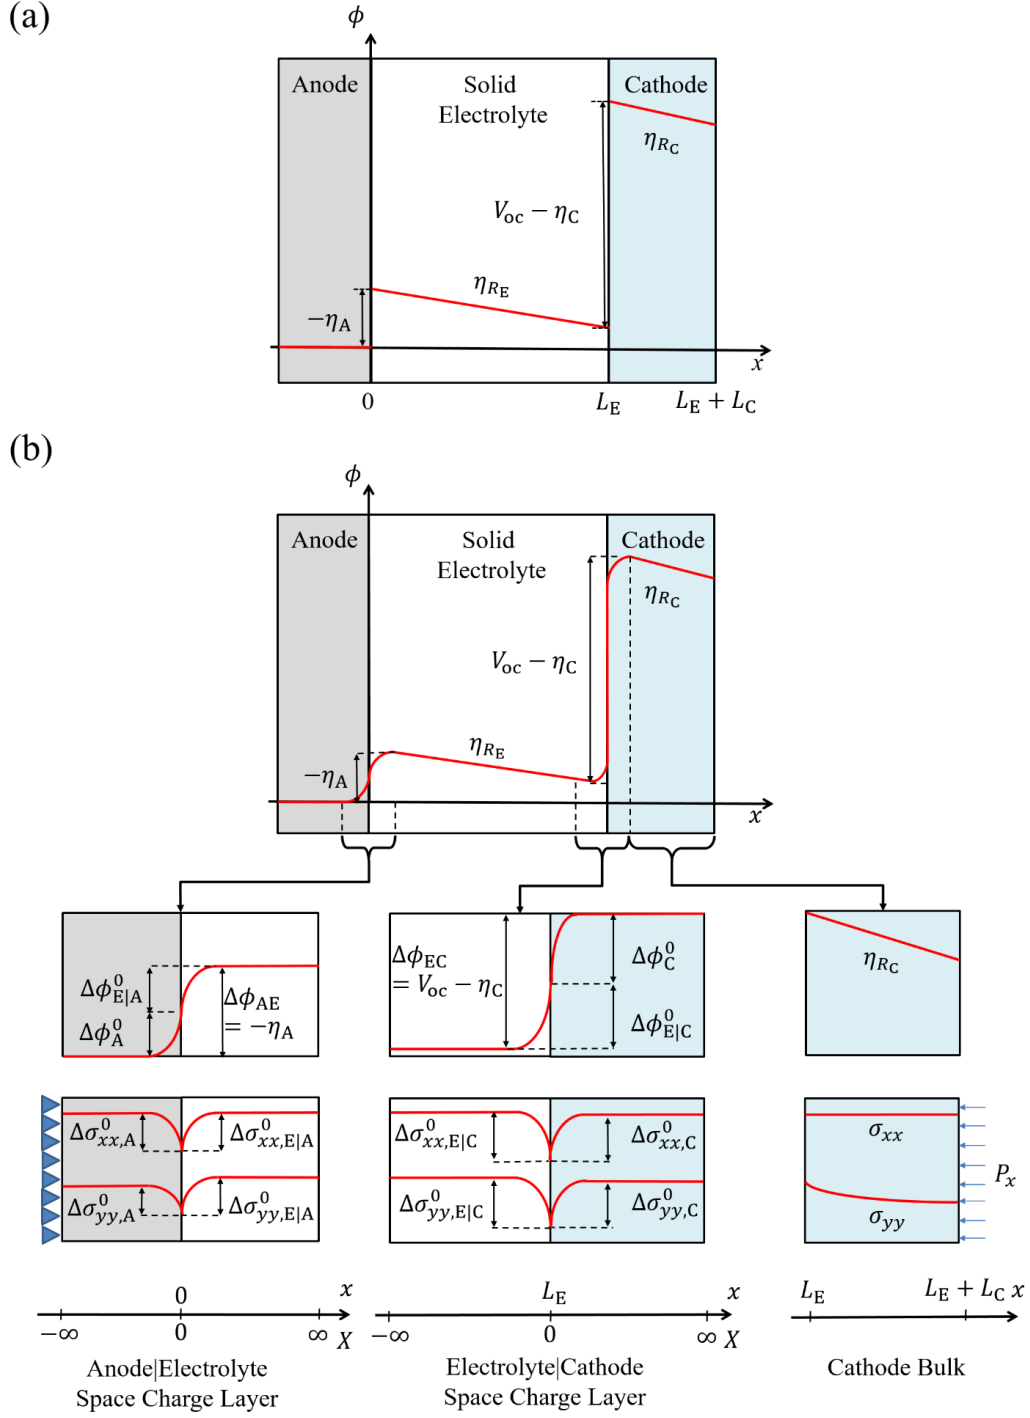 (a)
ϕ
Anode
Solid
Electrolyte
Cathode
η_{R_C}
V_oc − η_C
η_{R_E}
−η_A
x
0
L_E
L_E + L_C
(b)
ϕ
Anode
Solid
Electrolyte
Cathode
η_{R_C}
V_oc − η_C
η_{R_E}
−η_A
x
Δϕ^0_{E|A}
Δϕ^0_A
Δϕ_AE
= −η_A
Δϕ_EC
= V_oc − η_C
Δϕ^0_C
Δϕ^0_{E|C}
η_{R_C}
Δσ^0_{xx,A}
Δσ^0_{xx,E|A}
Δσ^0_{yy,A}
Δσ^0_{yy,E|A}
Δσ^0_{xx,E|C}
Δσ^0_{xx,C}
Δσ^0_{yy,E|C}
Δσ^0_{yy,C}
σ_xx
σ_yy
P_x
0 x
−∞ 0 ∞ X
Anode|Electrolyte
Space Charge Layer
L_E x
−∞ 0 ∞ X
Electrolyte|Cathode
Space Charge Layer
L_E L_E + L_C x
Cathode Bulk